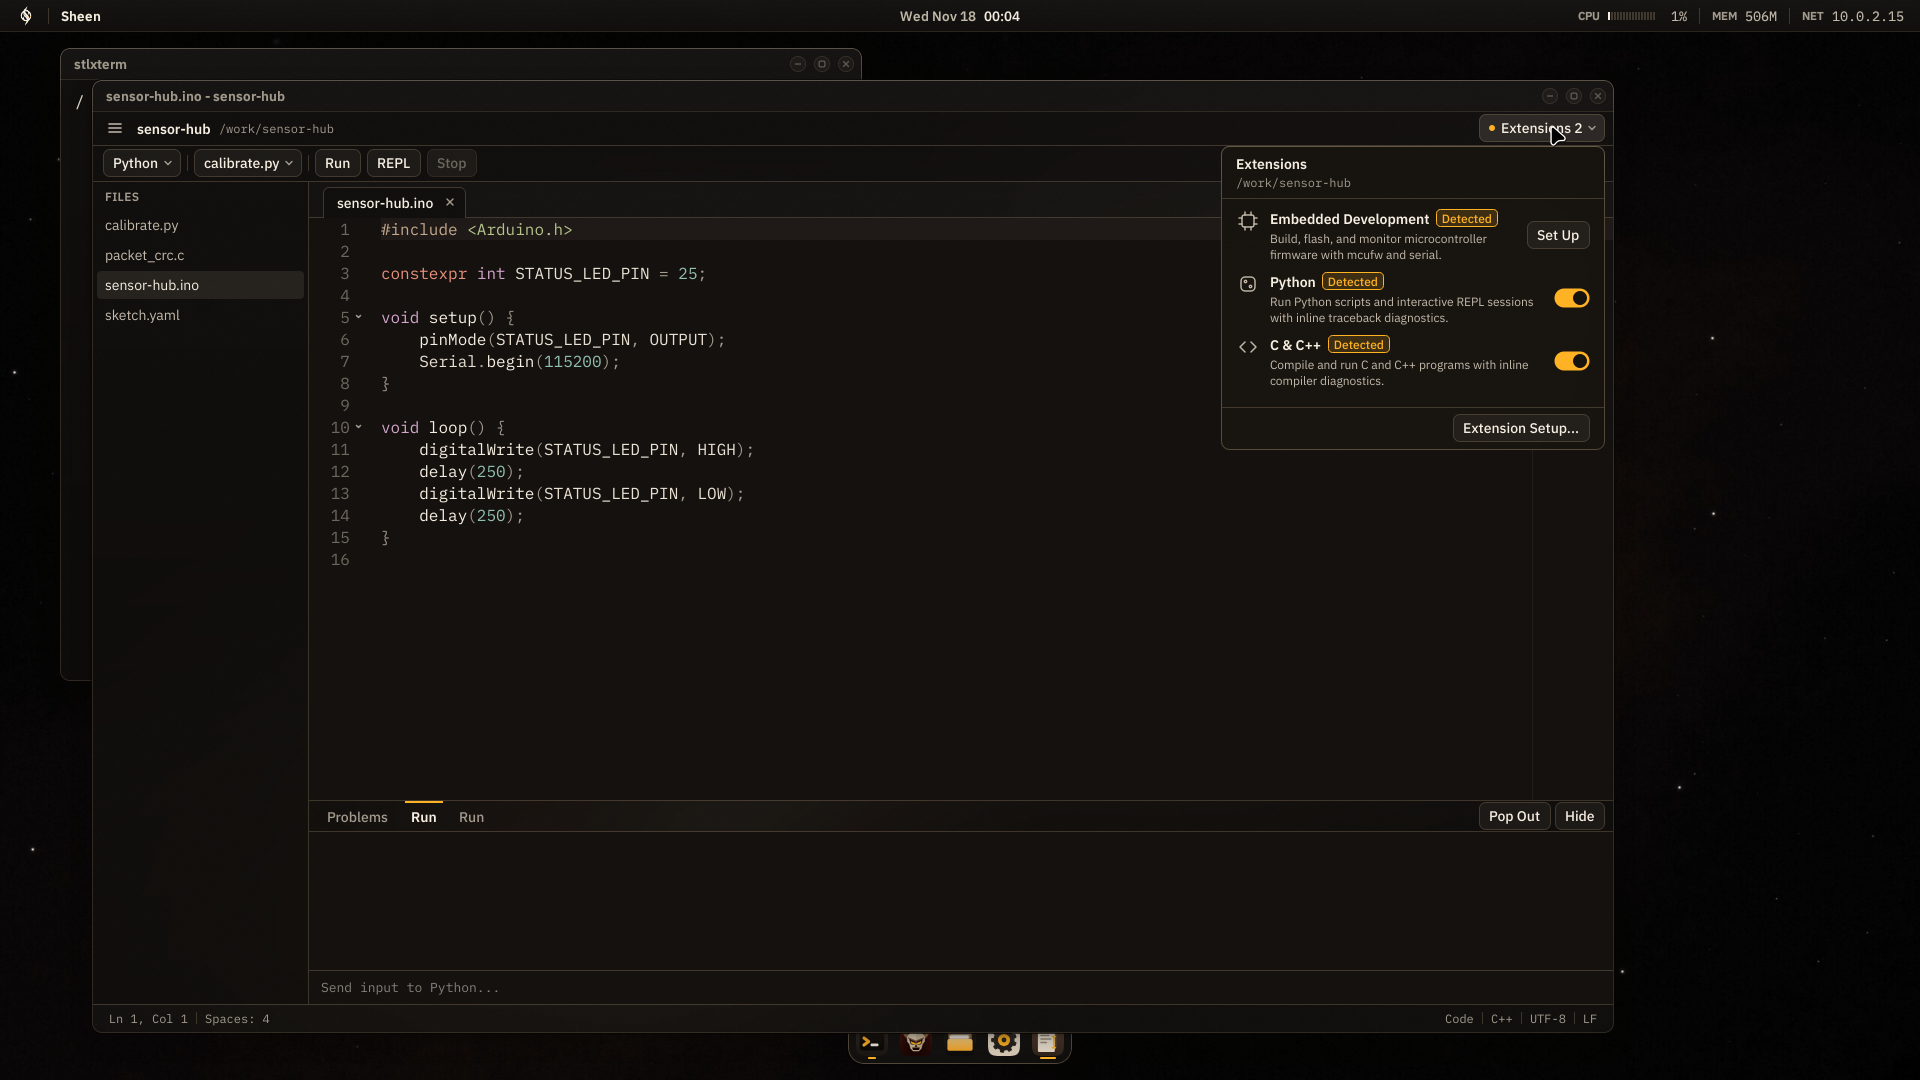 Sheen
Wed Nov 18 00:04
CPU 1% MEM 506M NET 10.0.2.15
stlxterm
/
sensor-hub.ino - sensor-hub
sensor-hub /work/sensor-hub
Extensions 2
Python calibrate.py Run REPL Stop
FILES
calibrate.py
packet_crc.c
sensor-hub.ino
sketch.yaml
sensor-hub.ino
1 #include <Arduino.h>
2
3 constexpr int STATUS_LED_PIN = 25;
4
5 void setup() {
6 pinMode(STATUS_LED_PIN, OUTPUT);
7 Serial.begin(115200);
8 }
9
10 void loop() {
11 digitalWrite(STATUS_LED_PIN, HIGH);
12 delay(250);
13 digitalWrite(STATUS_LED_PIN, LOW);
14 delay(250);
15 }
16
Extensions
/work/sensor-hub
Embedded Development Detected
Build, flash, and monitor microcontroller
firmware with mcufw and serial.
Set Up
Python Detected
Run Python scripts and interactive REPL sessions
with inline traceback diagnostics.
C & C++ Detected
Compile and run C and C++ programs with inline
compiler diagnostics.
Extension Setup...
Problems Run Run
Pop Out Hide
Send input to Python...
Ln 1, Col 1 Spaces: 4
Code C++ UTF-8 LF